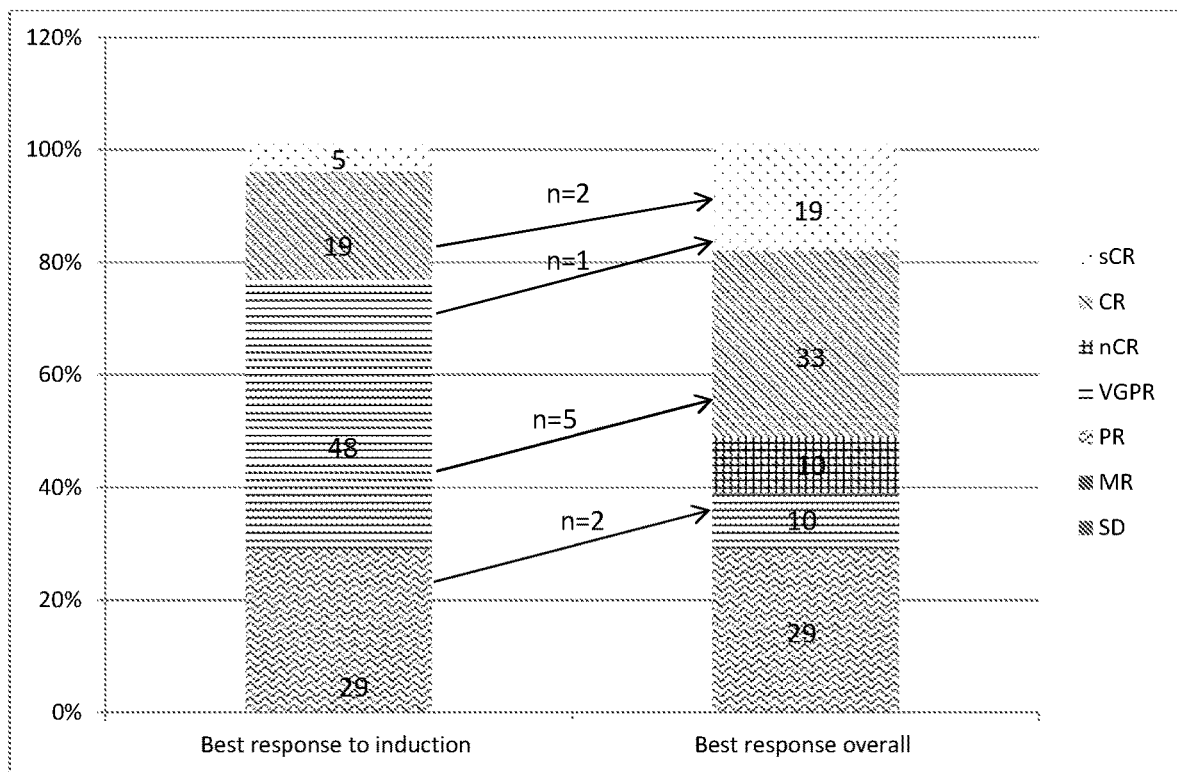 120%
100%
80%
60%
40%
20%
0%
5
19
48
29
n=2
n=1
n=5
n=2
19
33
10
10
29
Best response to induction
Best response overall
sCR
CR
nCR
VGPR
PR
MR
SD